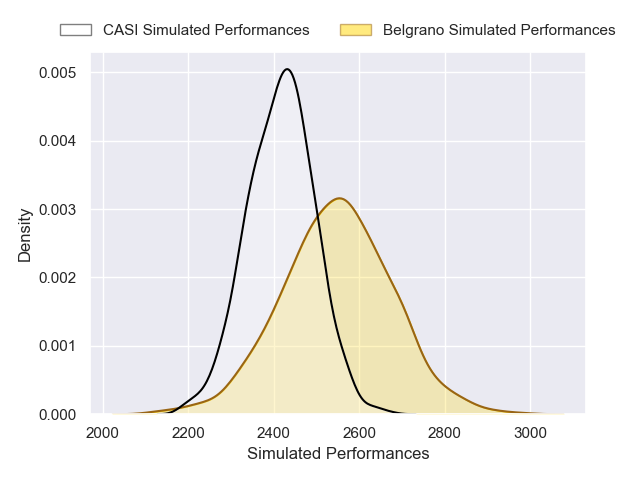 CASI Simulated Performances
Belgrano Simulated Performances
0.005
0.004
0.003
0.002
0.001
0.000
Density
2000 2200 2400 2600 2800 3000
Simulated Performances